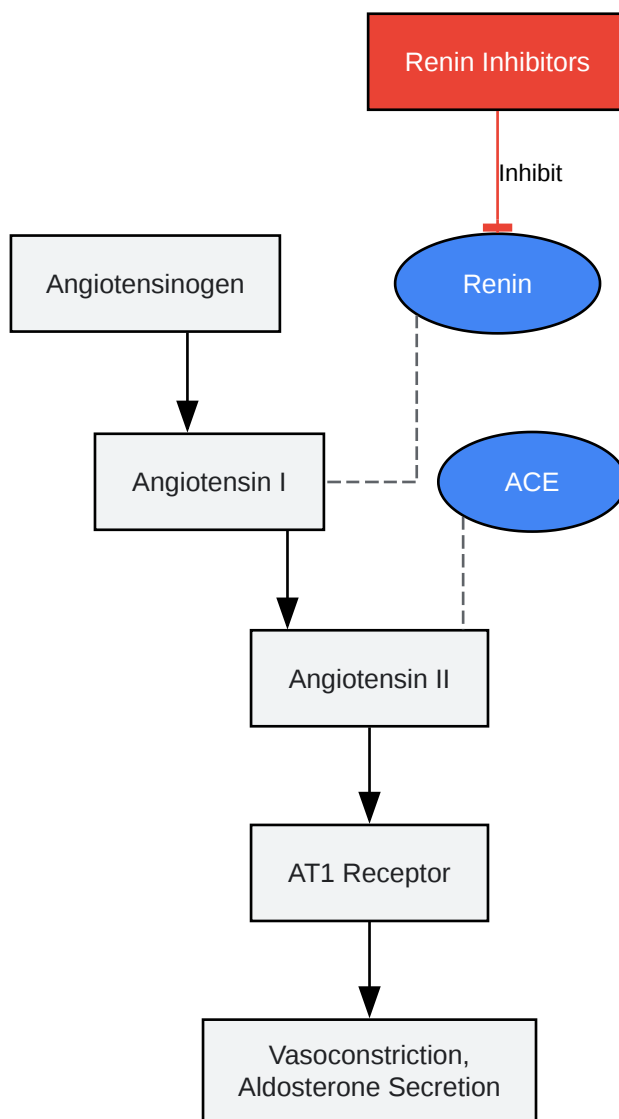 Renin Inhibitors
Inhibit
Angiotensinogen
Renin
Angiotensin I
ACE
Angiotensin II
AT1 Receptor
Vasoconstriction,
Aldosterone Secretion